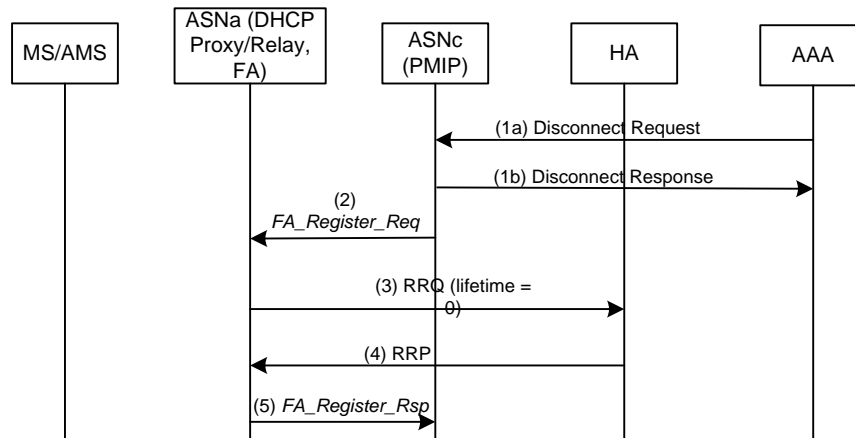 MS/AMS
ASNa (DHCP
Proxy/Relay,
FA)
ASNc
(PMIP)
HA
AAA
(1a) Disconnect Request
(1b) Disconnect Response
(2)
FA_Register_Req
(3) RRQ (lifetime =
0)
(4) RRP
(5) FA_Register_Rsp